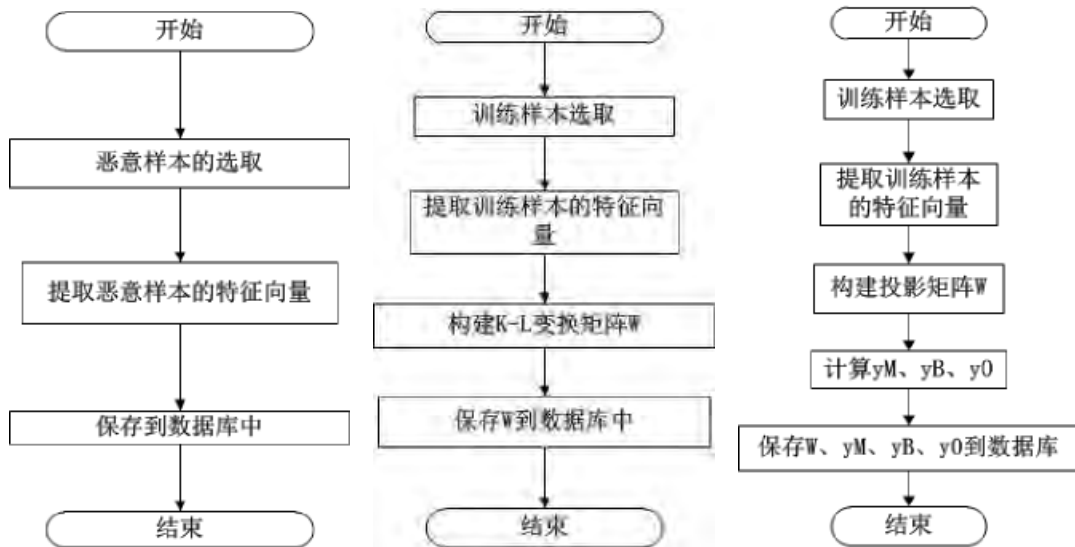 开始
恶意样本的选取
提取恶意样本的特征向量
保存到数据库中
结束
开始
训练样本选取
提取训练样本的特征向
量
构建K-L变换矩阵W
保存W到数据库中
结束
开始
训练样本选取
提取训练样本
的特征向量
构建投影矩阵W
计算yM、yB、y0
保存W、yM、yB、y0到数据库
结束